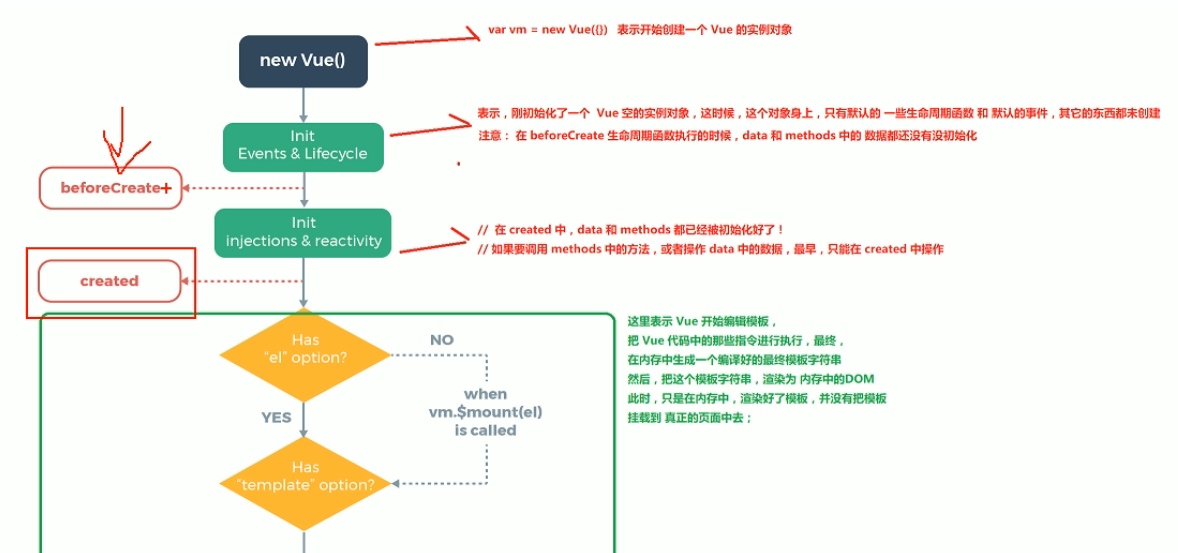 var vm = new Vue({}) 表示开始创建一个 Vue 的实例对象
new Vue()
表示，刚初始化了一个 Vue 空的实例对象，这时候，这个对象身上，只有默认的 一些生命周期函数 和 默认的事件，其它的东西都未创建
注意： 在 beforeCreate 生命周期函数执行的时候，data 和 methods 中的 数据都还没有没初始化
Init
Events & Lifecycle
beforeCreate
Init
injections & reactivity
// 在 created 中，data 和 methods 都已经被初始化好了！
// 如果要调用 methods 中的方法，或者操作 data 中的数据，最早，只能在 created 中操作
created
Has
“el” option?
NO
when
vm.$mount(el)
is called
YES
Has
“template” option?
这里表示 Vue 开始编辑模板，
把 Vue 代码中的那些指令进行执行，最终，
在内存中生成一个编译好的最终模板字符串
然后，把这个模板字符串，渲染为 内存中的DOM
此时，只是在内存中，渲染好了模板，并没有把模板
挂载到 真正的页面中去；